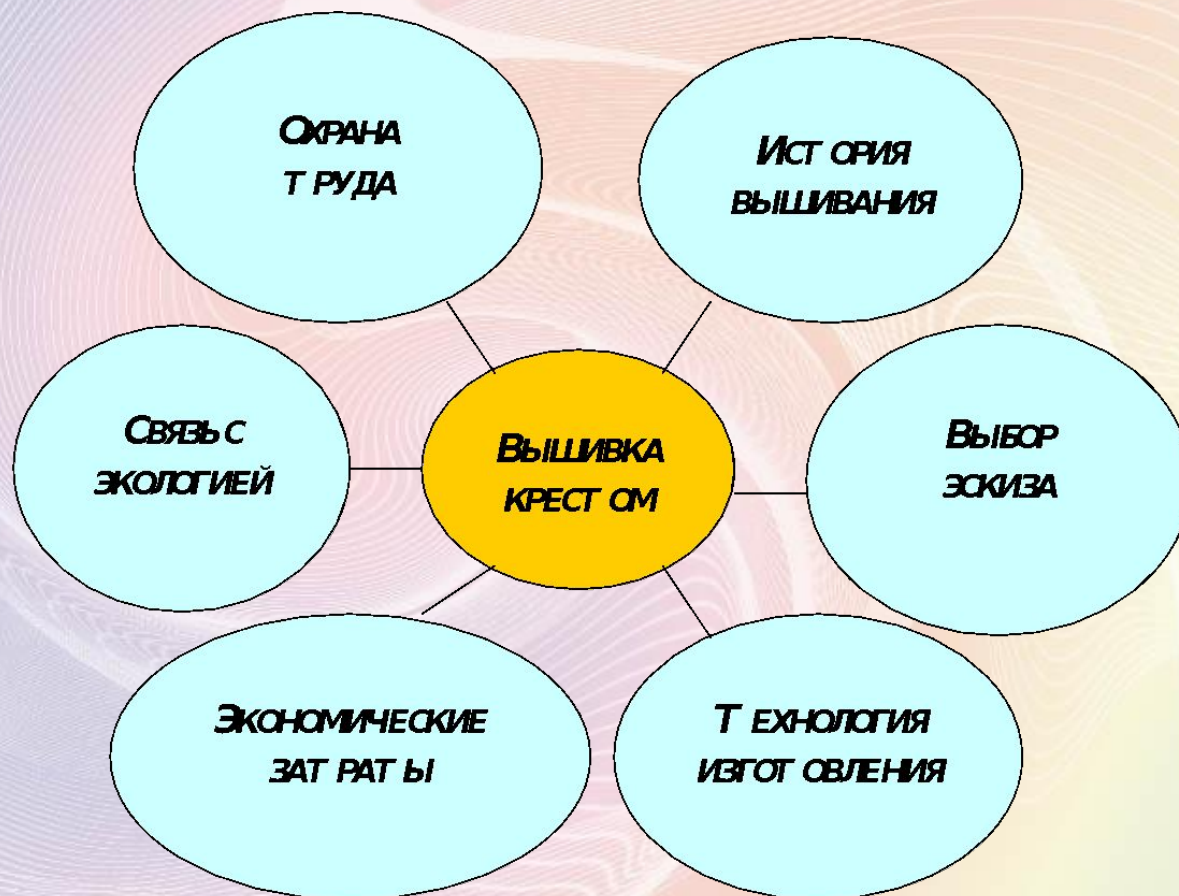 ОХРАНА
ТРУДА
ИСТОРИЯ
ВЫШИВАНИЯ
СВЯЗЬ С
ЭКОЛОГИЕЙ
ВЫШИВКА
КРЕСТОМ
ВЫБОР
ЭСКИЗА
ЭКОНОМИЧЕСКИЕ
ЗАТРАТЫ
ТЕХНОЛОГИЯ
ИЗГОТОВЛЕНИЯ